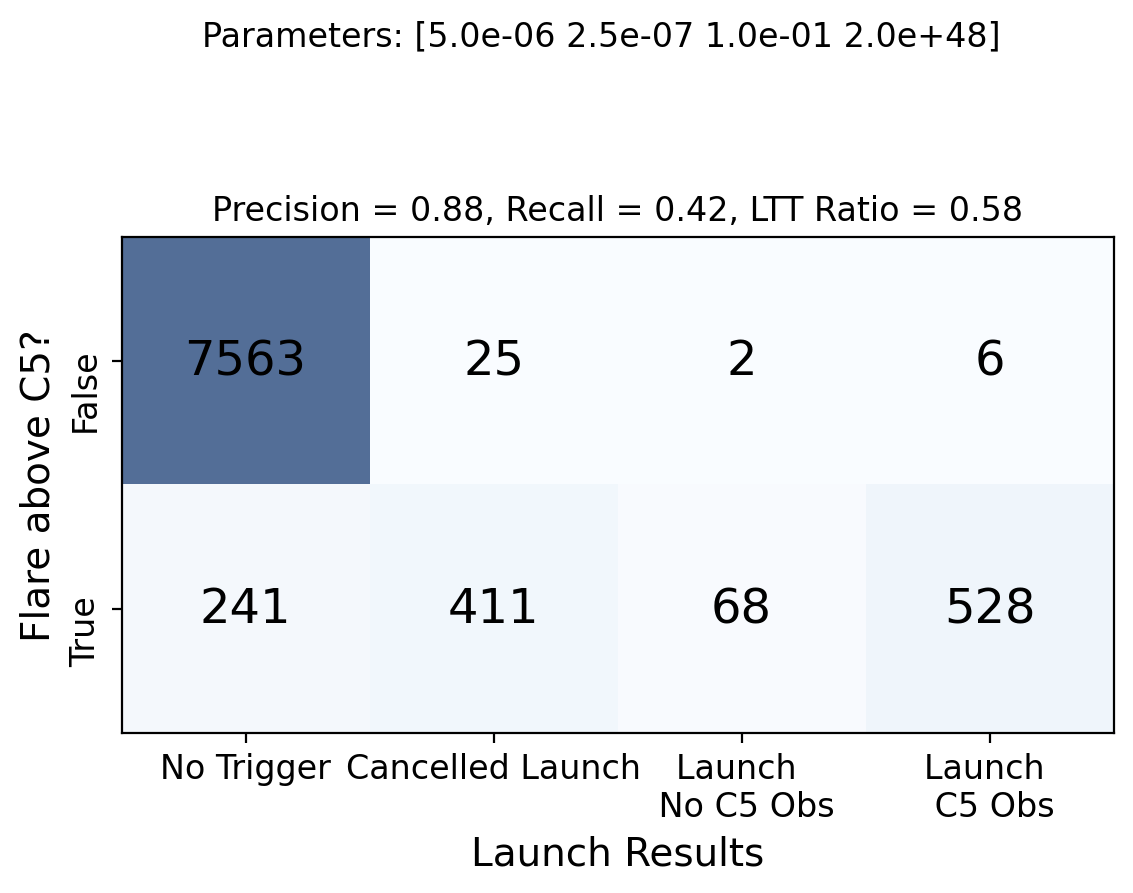 Parameters: [5.0e-06 2.5e-07 1.0e-01 2.0e+48]
Precision = 0.88, Recall = 0.42, LTT Ratio = 0.58
Flare above C5?
False
7563 25 2 6
True
241 411 68 528
No Trigger Cancelled Launch Launch Launch
No C5 Obs C5 Obs
Launch Results